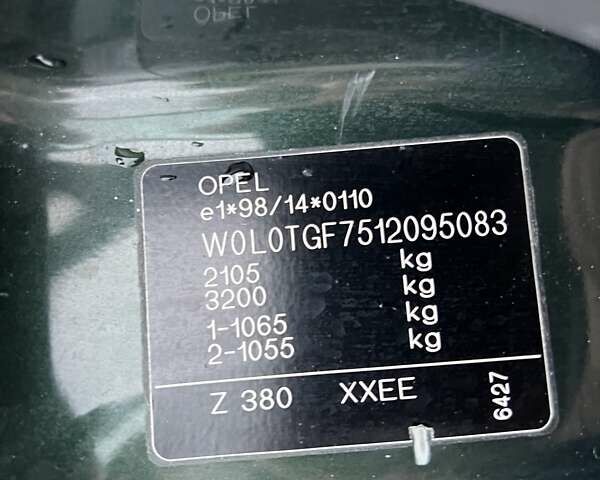 OPEL
OPEL
e1*98/14*0110
W0L0TGF7512095083
2105 kg
3200 kg
1-1065 kg
2-1055 kg
Z 380 XXEE
6427